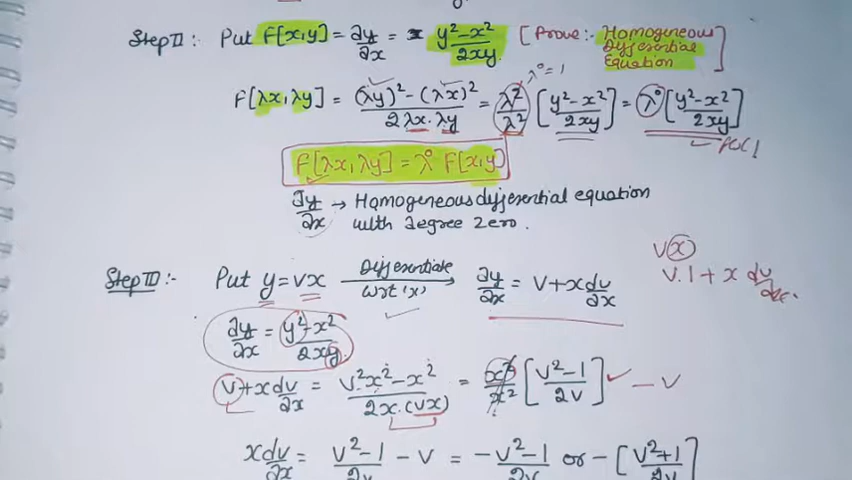 Step II :- Put F[x,y] = dy/dx = y²-x²/2xy [Prove:- Homogeneous Differential Equation]
F[λx,λy] = (λy)²-(λx)²/2λx.λy = λ²/λ² [y²-x²/2xy] = λ⁰ [y²-x²/2xy]
λ⁰=1
F[λx,λy] = λ⁰ F[x,y]
dy/dx → Homogeneous differential equation
with degree Zero.
Step III :- Put y=vx Differentiate wrt 'x' dy/dx = v+x dv/dx
v x
v.1 + x dv/dx.
dy/dx = y²-x²/2xy.
v+x dv/dx = v²x²-x²/2x.(vx) = x²/x² [v²-1/2v] - v
x dv/dx = v²-1/2v - v = -v²-1/2v or -[v²+1/2v]